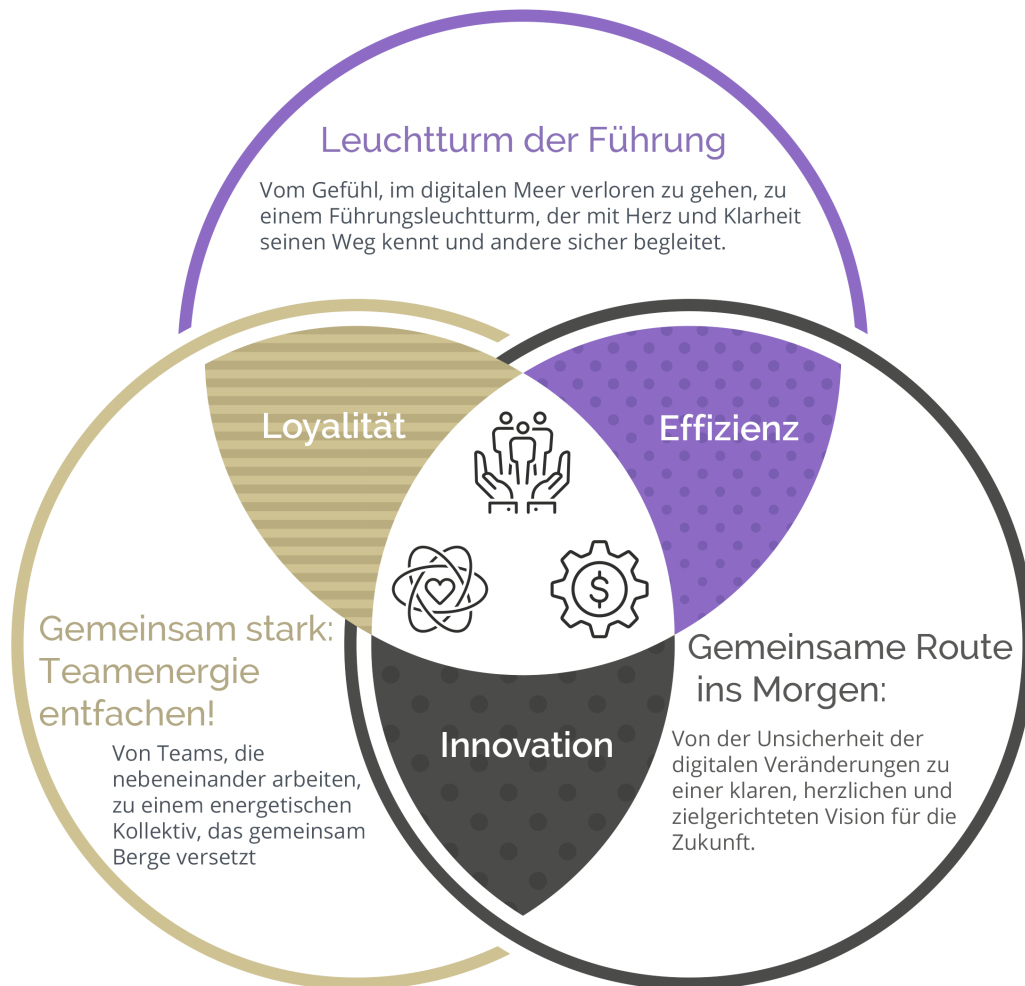 Leuchtturm der Führung
Vom Gefühl, im digitalen Meer verloren zu gehen, zu
einem Führungsleuchtturm, der mit Herz und Klarheit
seinen Weg kennt und andere sicher begleitet.
Loyalität
Effizienz
$
Gemeinsam stark:
Teamenergie
entfachen!
Von Teams, die
nebeneinander arbeiten,
zu einem energetischen
Kollektiv, das gemeinsam
Berge versetzt
Innovation
Gemeinsame Route
ins Morgen:
Von der Unsicherheit der
digitalen Veränderungen zu
einer klaren, herzlichen und
zielgerichteten Vision für die
Zukunft.